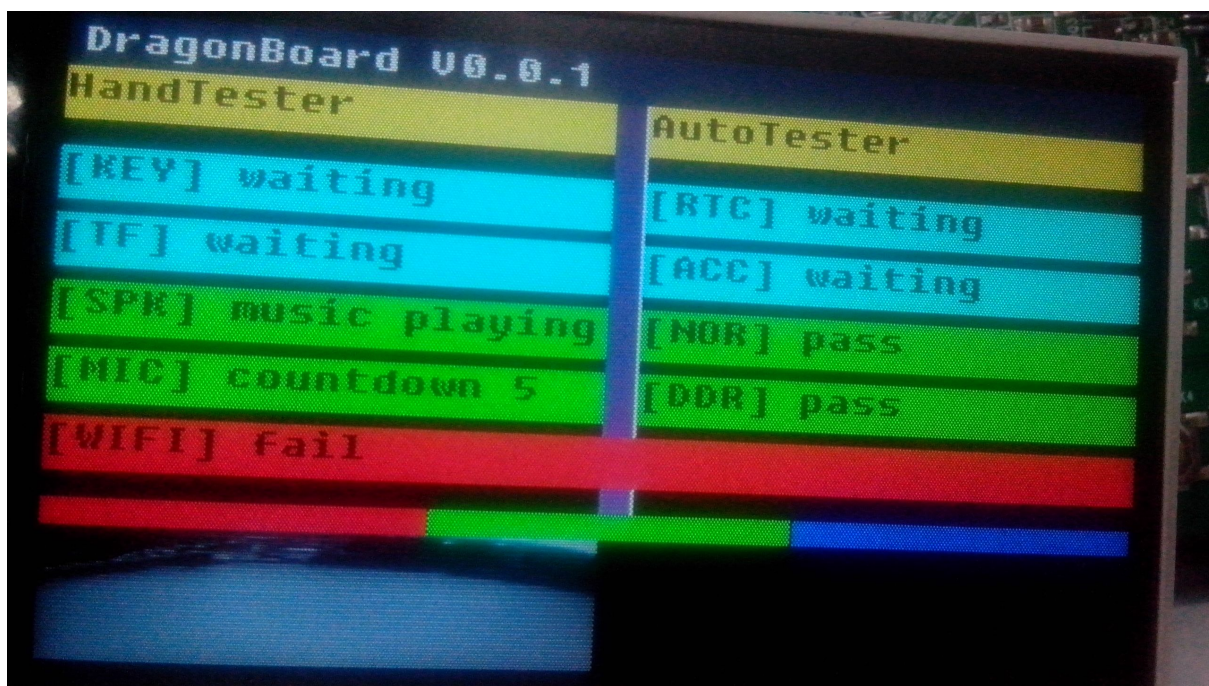 DragonBoard V0.0.1
HandTester
[KEY] waiting
[TF] waiting
[SPK] music playing
[MIC] countdown 5
[WIFI] fail
AutoTester
[RTC] waiting
[ACC] waiting
[NOR] pass
[DDR] pass